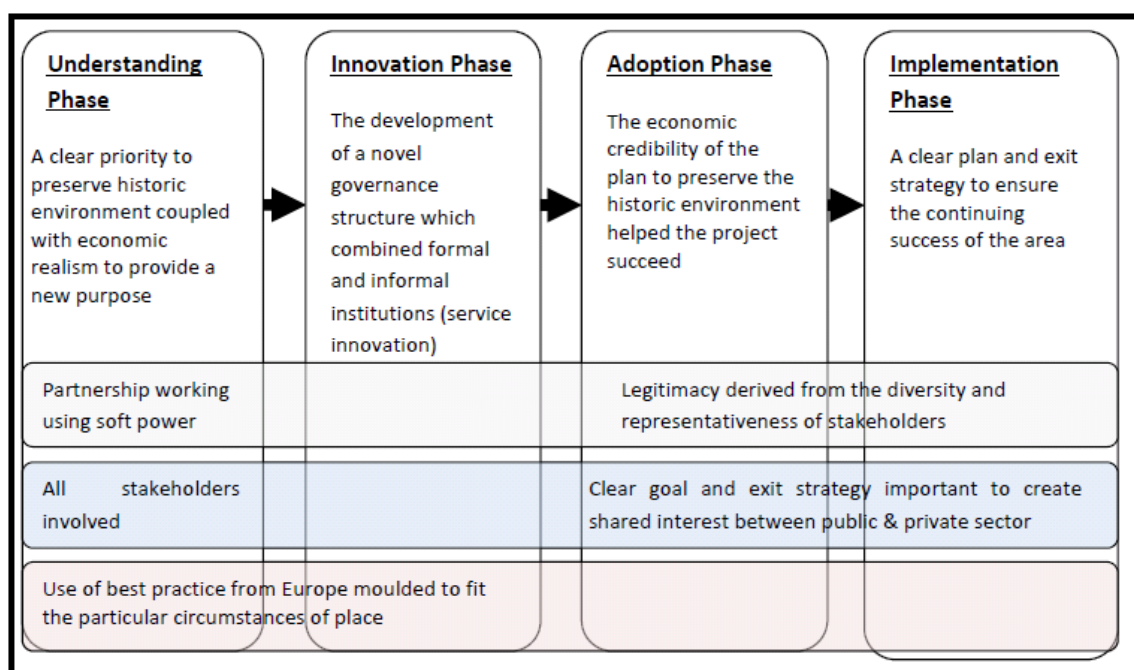 Understanding
Phase
A clear priority to
preserve historic
environment coupled
with economic
realism to provide a
new purpose
Innovation Phase
The development
of a novel
governance
structure which
combined formal
and informal
institutions (service
innovation)
Adoption Phase
The economic
credibility of the
plan to preserve the
historic environment
helped the project
succeed
Implementation
Phase
A clear plan and exit
strategy to ensure
the continuing
success of the area
Partnership working
using soft power
Legitimacy derived from the diversity and
representativeness of stakeholders
All stakeholders
involved
Clear goal and exit strategy important to create
shared interest between public & private sector
Use of best practice from Europe moulded to fit
the particular circumstances of place